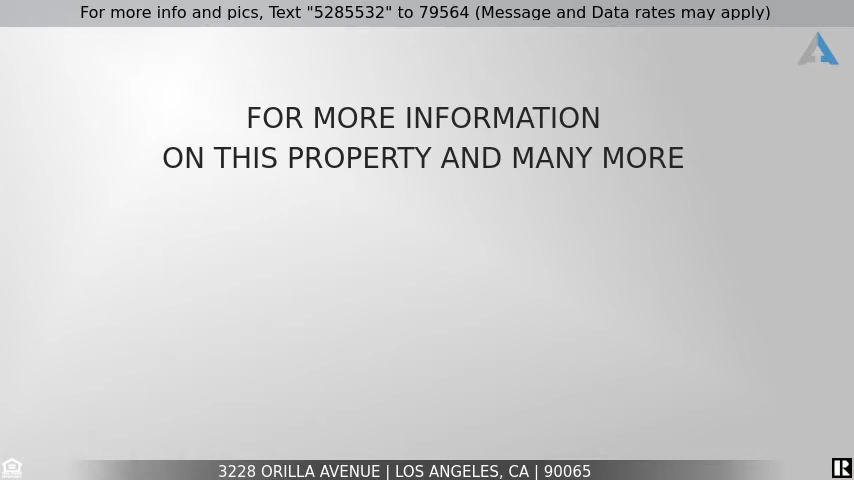 For more info and pics, Text "5285532" to 79564 (Message and Data rates may apply)
FOR MORE INFORMATION
ON THIS PROPERTY AND MANY MORE
3228 ORILLA AVENUE | LOS ANGELES, CA | 90065